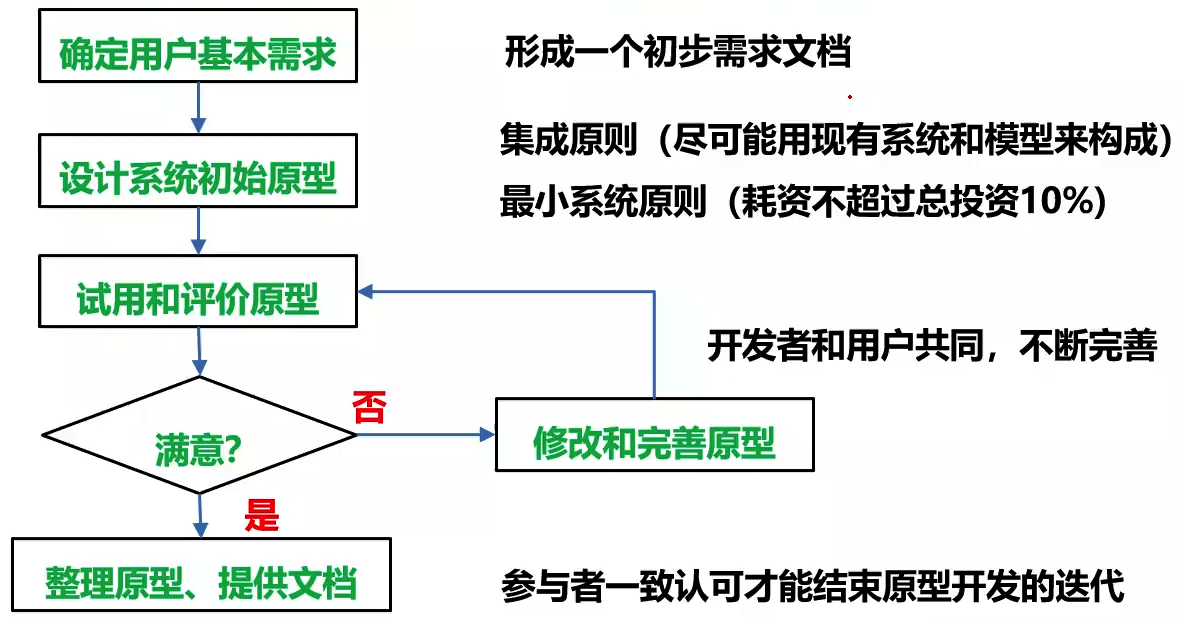 确定用户基本需求
形成一个初步需求文档
集成原则（尽可能用现有系统和模型来构成）
设计系统初始原型
最小系统原则（耗资不超过总投资10%)
试用和评价原型
开发者和用户共同，不断完善
否
满意？
修改和完善原型
是
整理原型、提供文档
参与者一致认可才能结束原型开发的迭代